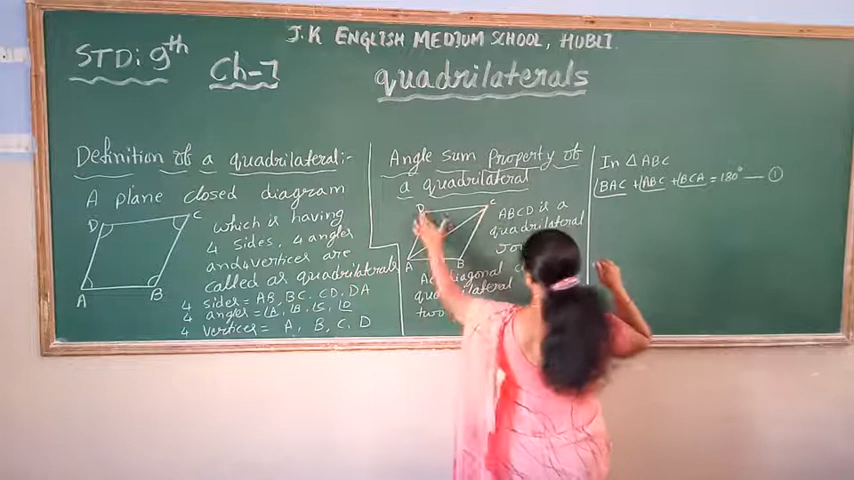 J.K ENGLISH MEDIUM SCHOOL, HUBLI.
STD: 9th
Ch-7
quadrilaterals
Definition of a quadrilateral:-
A plane closed diagram
which is having
4 sides, 4 angles
and 4 vertices are
called as quadrilaterals
4 sides = AB, BC. CD, DA
4 angles = ∠A, ∠B, ∠C, ∠D
4 vertices = A, B, C, D
D C
A B
Angle sum Property of
a quadrilateral
D C
A B
ABCD is a
quadrilateral
Join
AC diagonal
quadrilateral
two
In △ ABC
∠BAC + ∠ABC + ∠BCA = 180° — ①